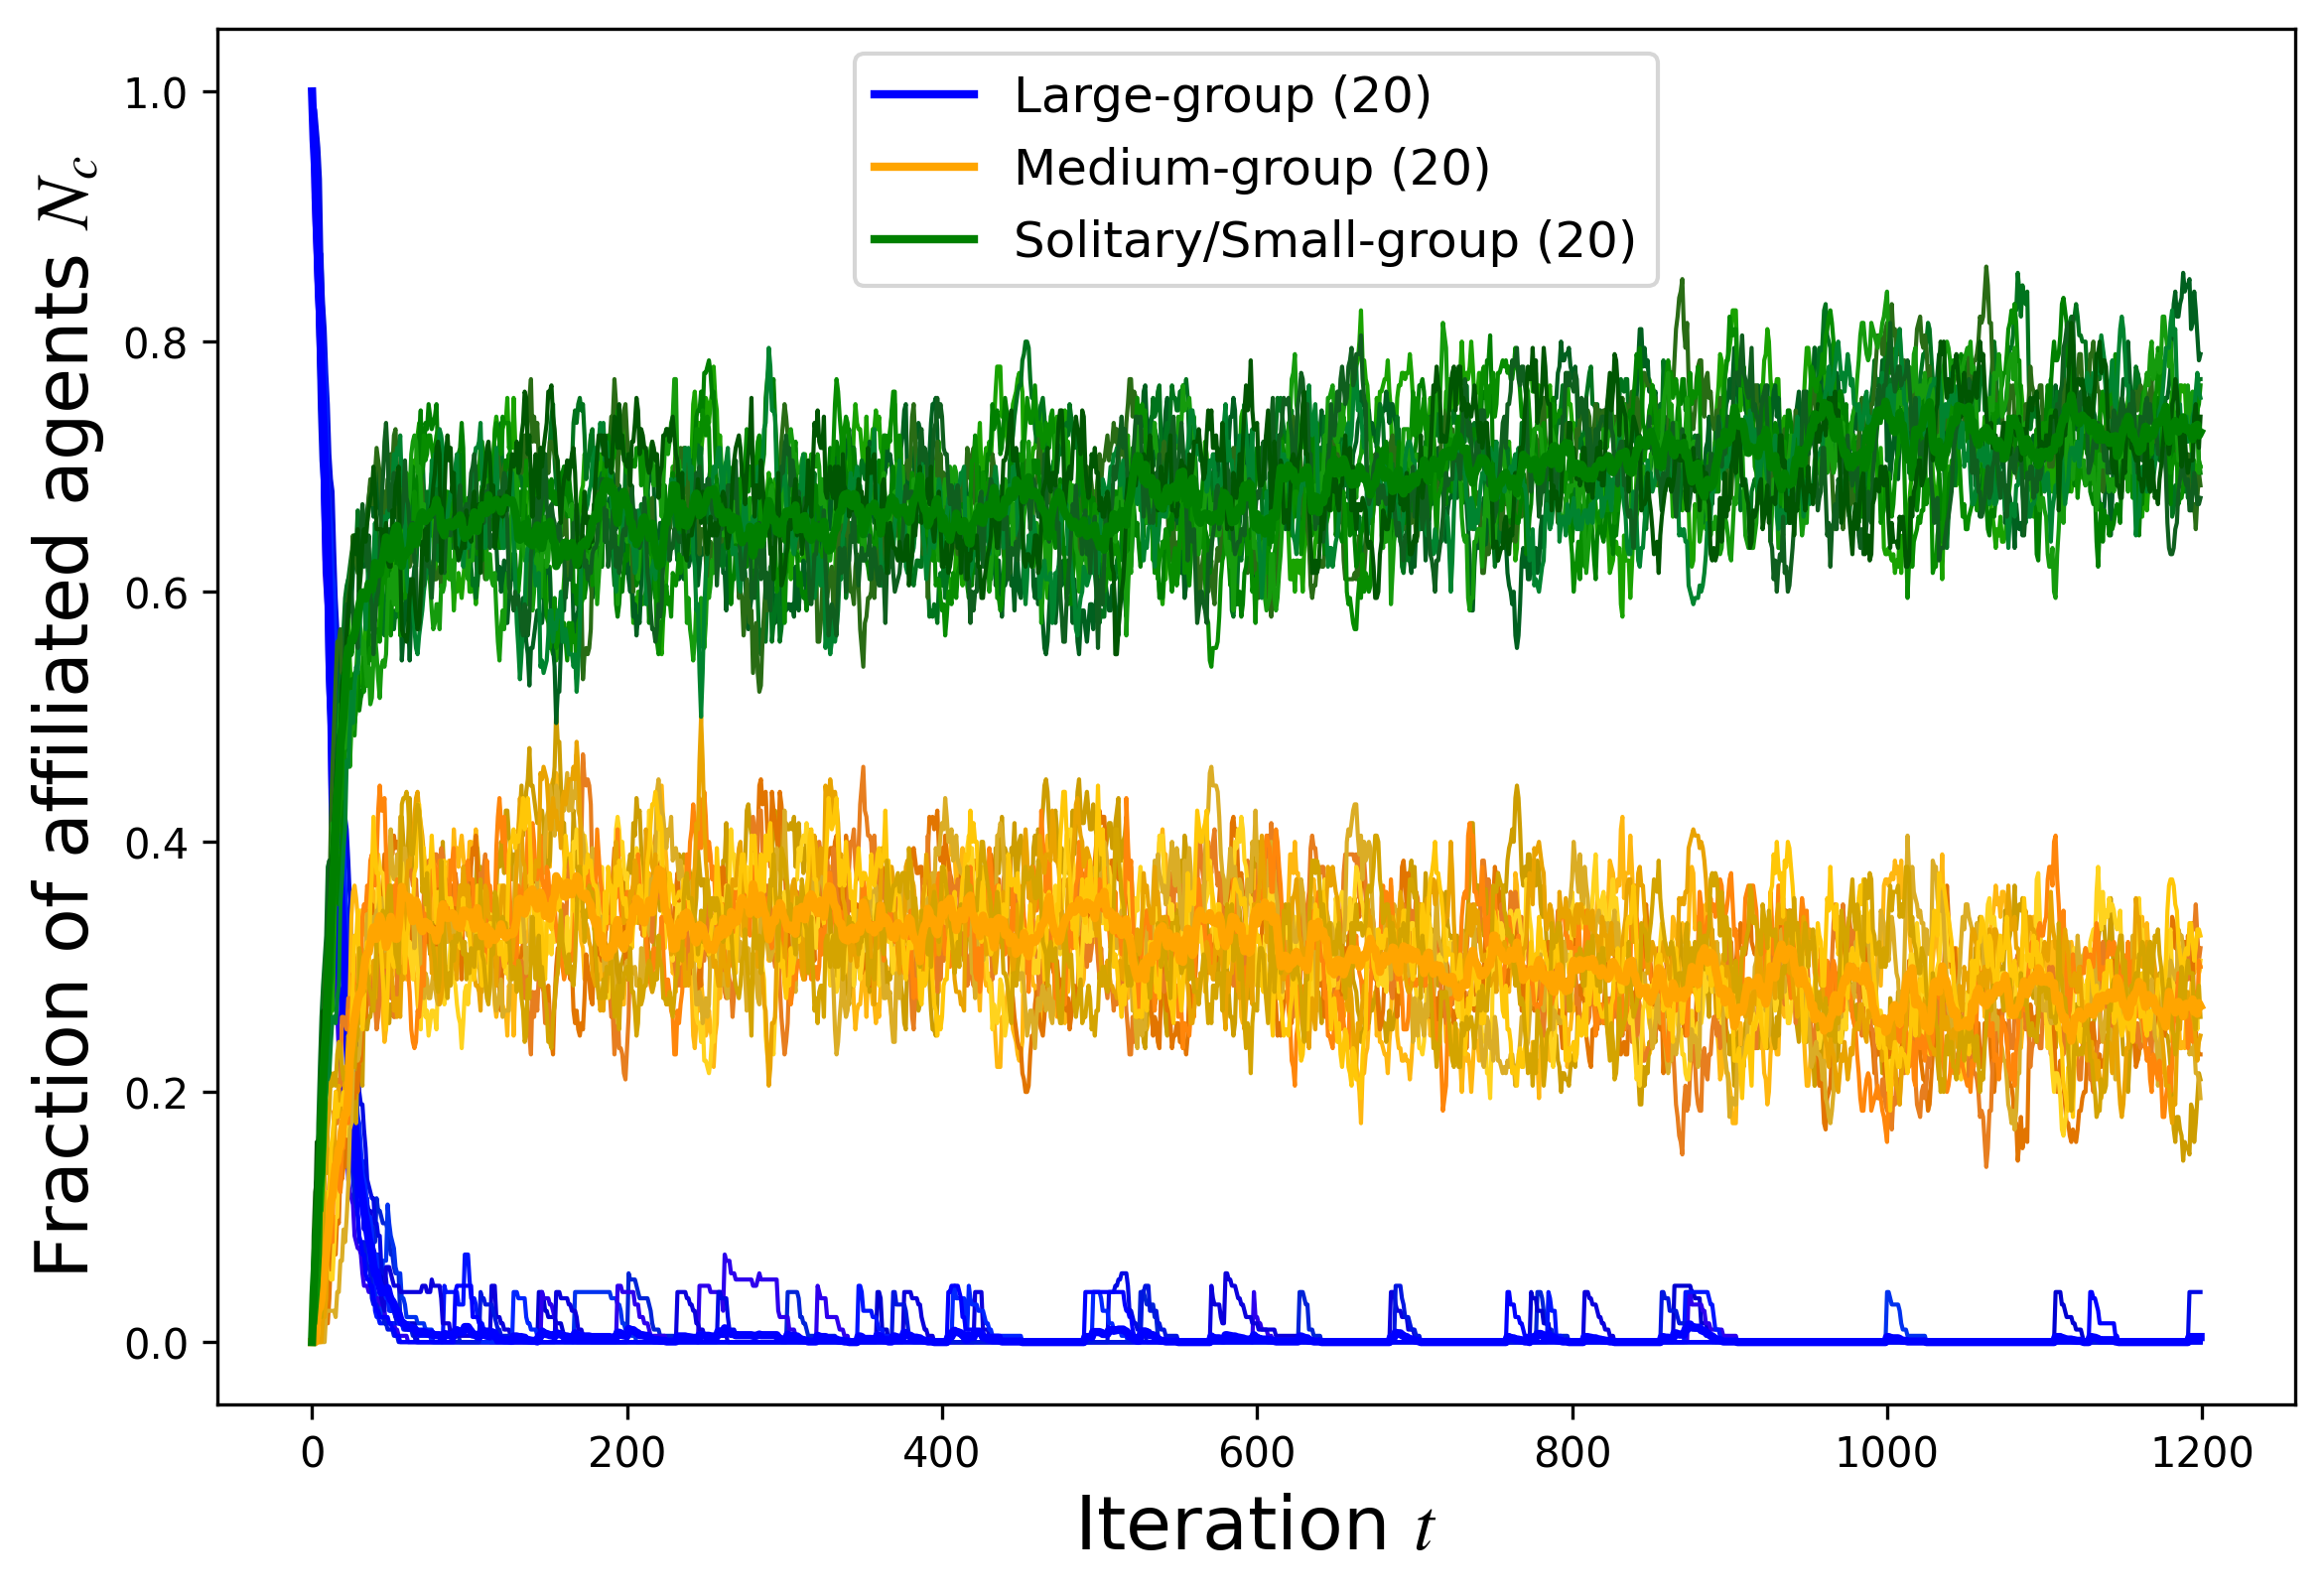 Large-group (20)
Medium-group (20)
Solitary/Small-group (20)
Fraction of affiliated agents N_c
1.0
0.8
0.6
0.4
0.2
0.0
0 200 400 600 800 1000 1200
Iteration t